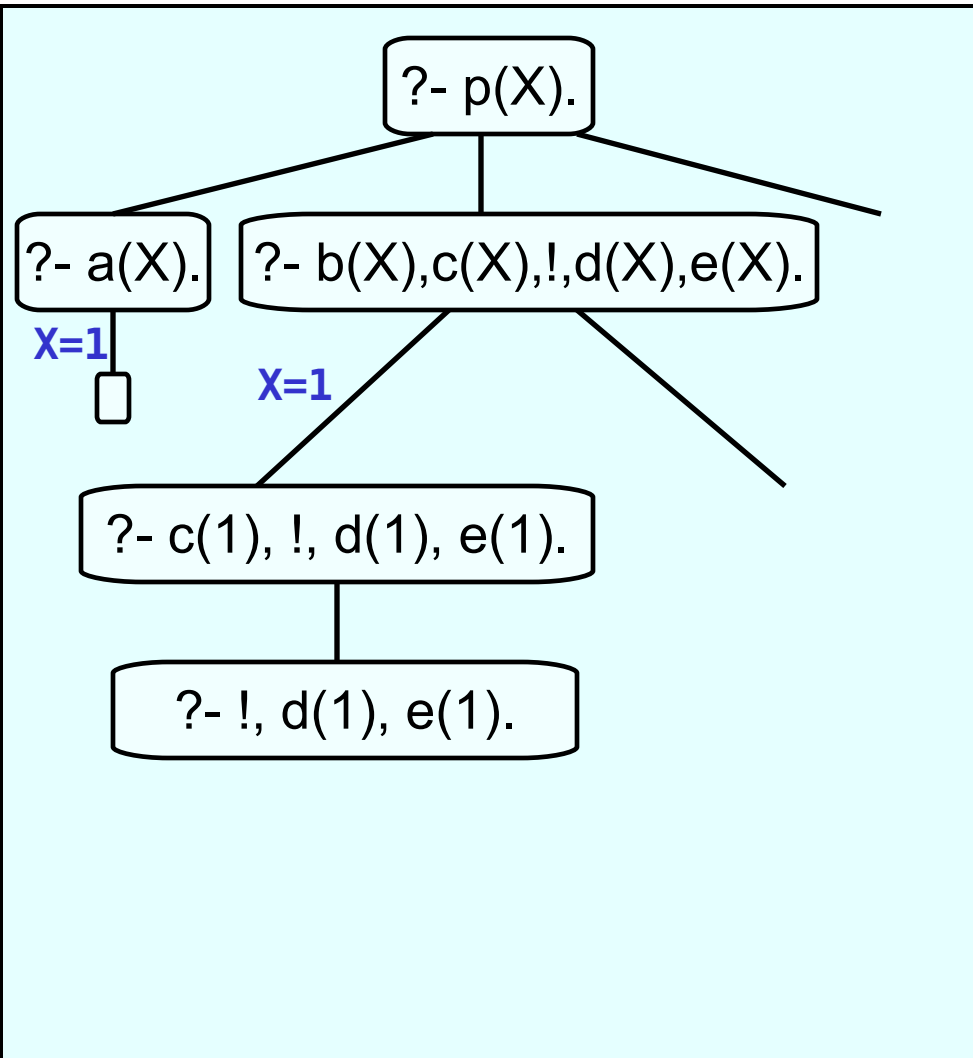 ?- p(X).
?- a(X).
?- b(X),c(X),!,d(X),e(X).
X=1
X=1
?- c(1), !, d(1), e(1).
?- !, d(1), e(1).